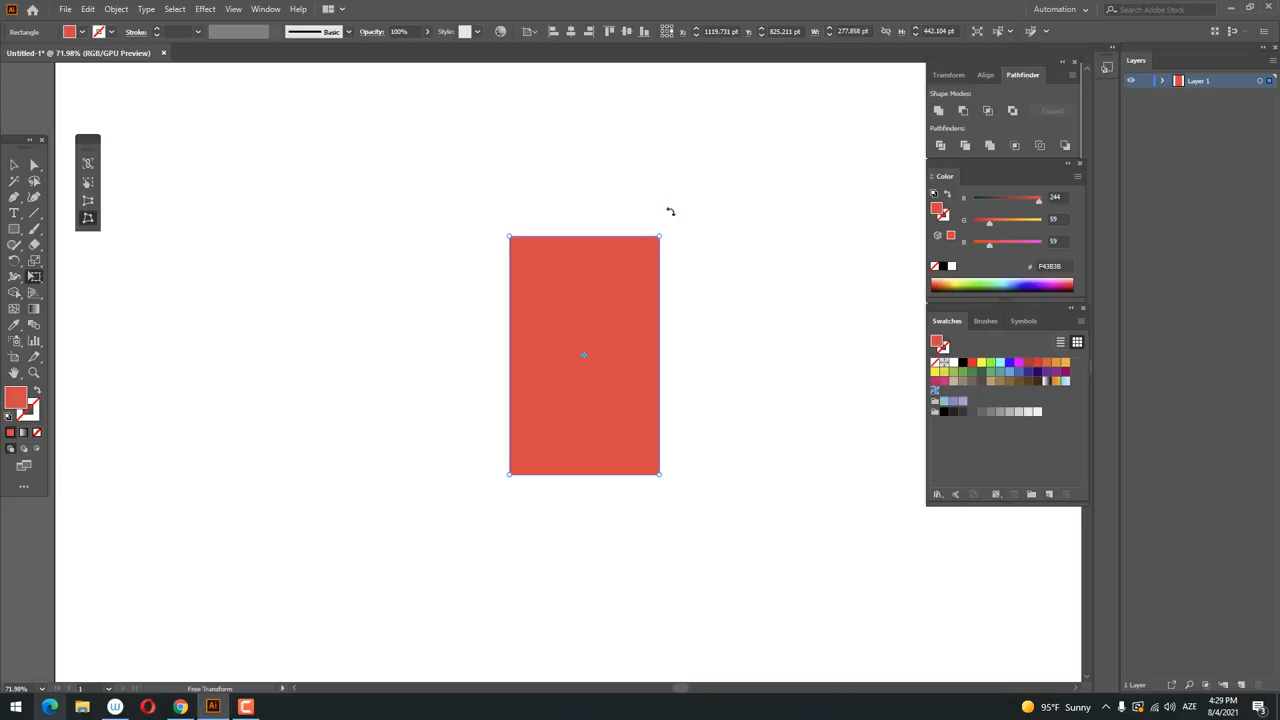 Ai File Edit Object Type Select Effect View Window Help Automation Search Adobe Stock
Rectangle Stroke: Basic Opacity: 100% Style: X: 1119.731 pt Y: 825.211 pt W: 277.858 pt H: 442.104 pt
Untitled-1* @ 71.98% (RGB/GPU Preview)
Layers
Transform Align Pathfinder
Layer 1
Shape Modes:
Expand
Pathfinders:
Color
R 244
G 59
B 59
# F43B3B
Swatches Brushes Symbols
71.98% 1 Free Transform
1 Layer
Ai 95°F Sunny AZE 4:29 PM
8/4/2021